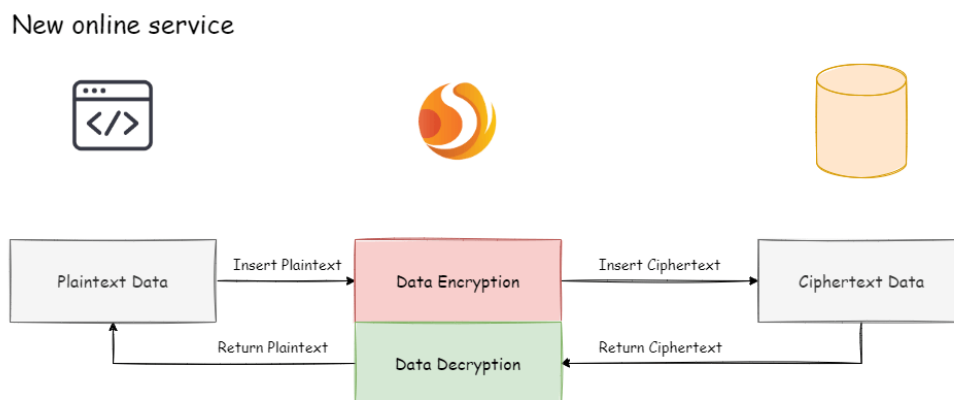 New online service
</>
Insert Plaintext
Insert Ciphertext
Plaintext Data
Data Encryption
Ciphertext Data
Return Plaintext
Return Ciphertext
Data Decryption